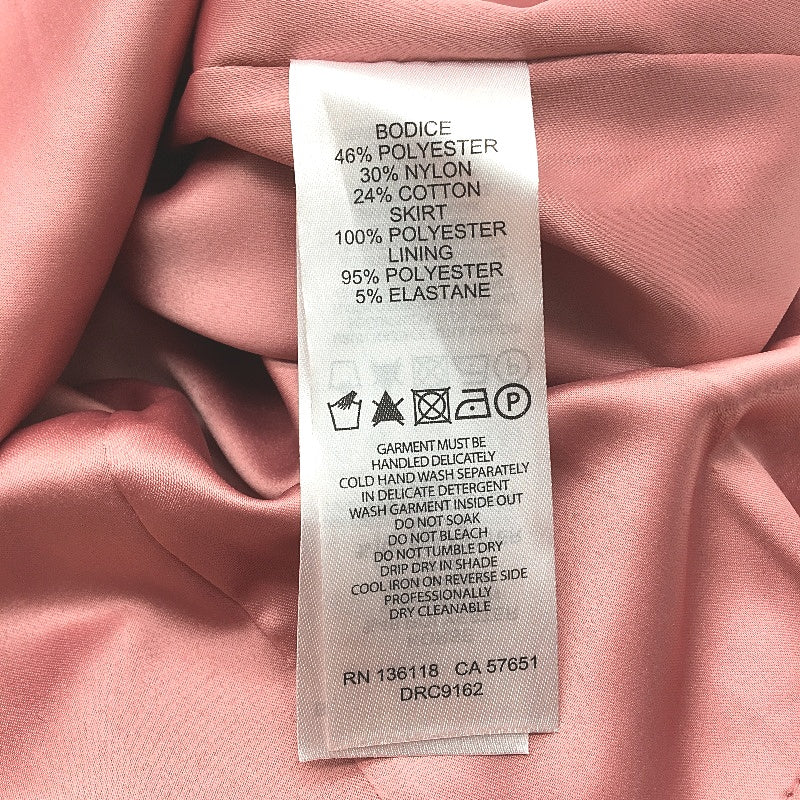 BODICE
46% POLYESTER
30% NYLON
24% COTTON
SKIRT
100% POLYESTER
LINING
95% POLYESTER
5% ELASTANE
P
GARMENT MUST BE
HANDLED DELICATELY
COLD HAND WASH SEPARATELY
IN DELICATE DETERGENT
WASH GARMENT INSIDE OUT
DO NOT SOAK
DO NOT BLEACH
DO NOT TUMBLE DRY
DRIP DRY IN SHADE
COOL IRON ON REVERSE SIDE
PROFESSIONALLY
DRY CLEANABLE
RN 136118 CA 57651
DRC9162